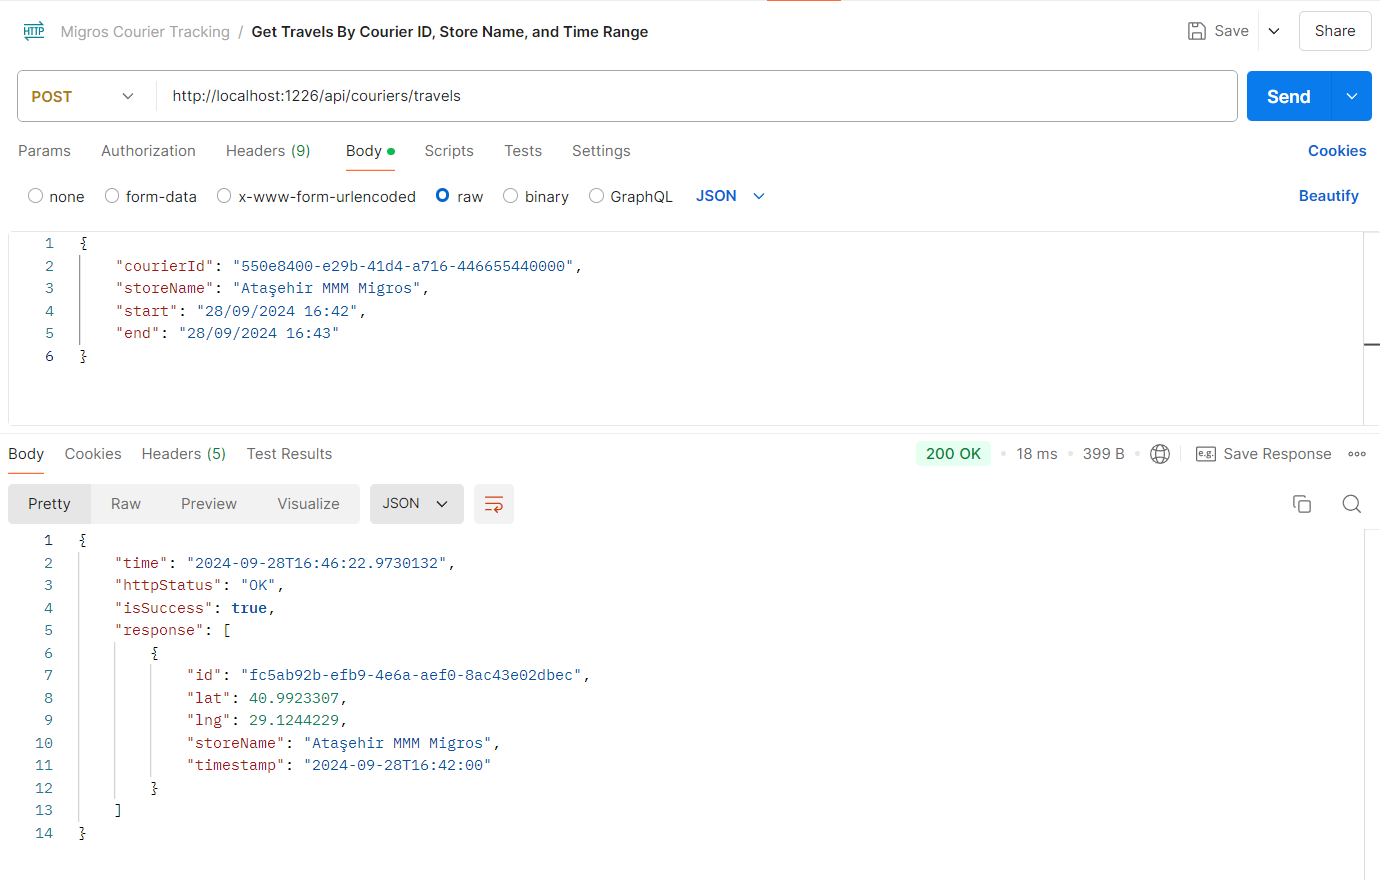 HTTP Migros Courier Tracking / Get Travels By Courier ID, Store Name, and Time Range Save Share
POST http://localhost:1226/api/couriers/travels Send
Params Authorization Headers (9) Body Scripts Tests Settings Cookies
none form-data x-www-form-urlencoded raw binary GraphQL JSON Beautify
1 {
2 "courierId": "550e8400-e29b-41d4-a716-446655440000",
3 "storeName": "Ataşehir MMM Migros",
4 "start": "28/09/2024 16:42",
5 "end": "28/09/2024 16:43"
6 }
Body Cookies Headers (5) Test Results 200 OK 18 ms 399 B e.g. Save Response
Pretty Raw Preview Visualize JSON
1 {
2 "time": "2024-09-28T16:46:22.9730132",
3 "httpStatus": "OK",
4 "isSuccess": true,
5 "response": [
6 {
7 "id": "fc5ab92b-efb9-4e6a-aef0-8ac43e02dbec",
8 "lat": 40.9923307,
9 "lng": 29.1244229,
10 "storeName": "Ataşehir MMM Migros",
11 "timestamp": "2024-09-28T16:42:00"
12 }
13 ]
14 }